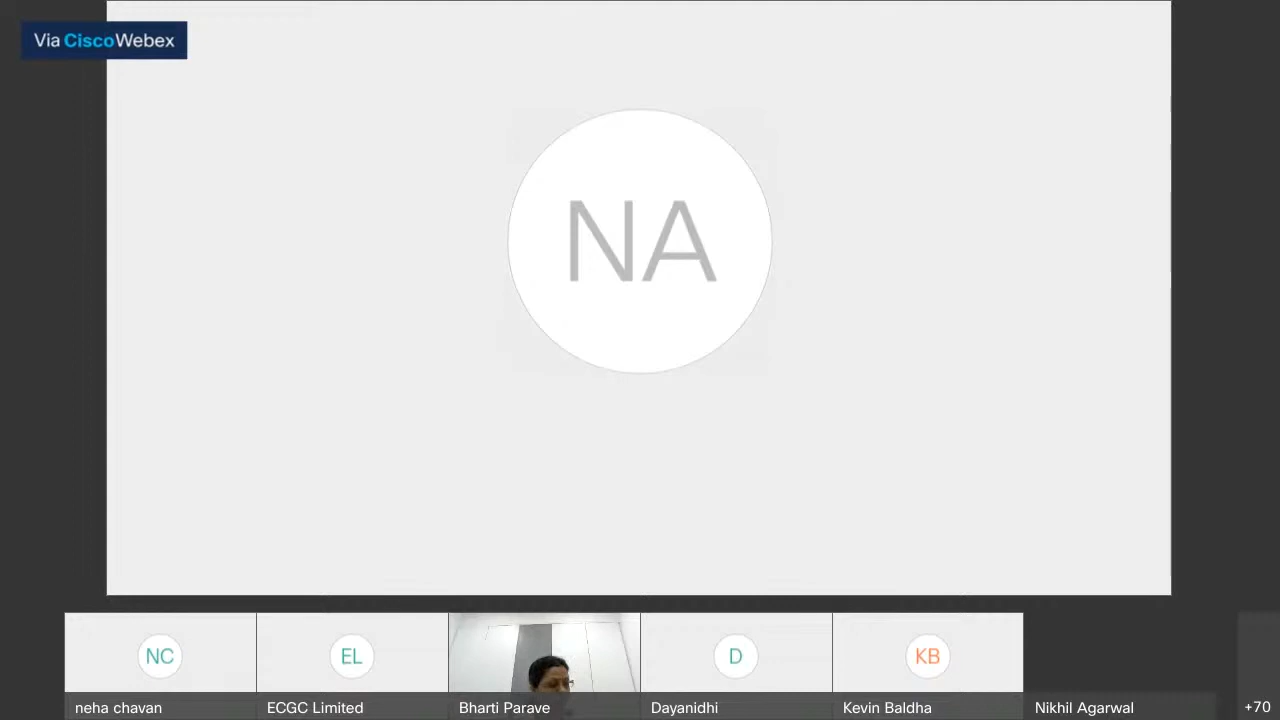 Via CiscoWebex
NA
NC
EL
D
KB
neha chavan
ECGC Limited
Bharti Parave
Dayanidhi
Kevin Baldha
Nikhil Agarwal
+70